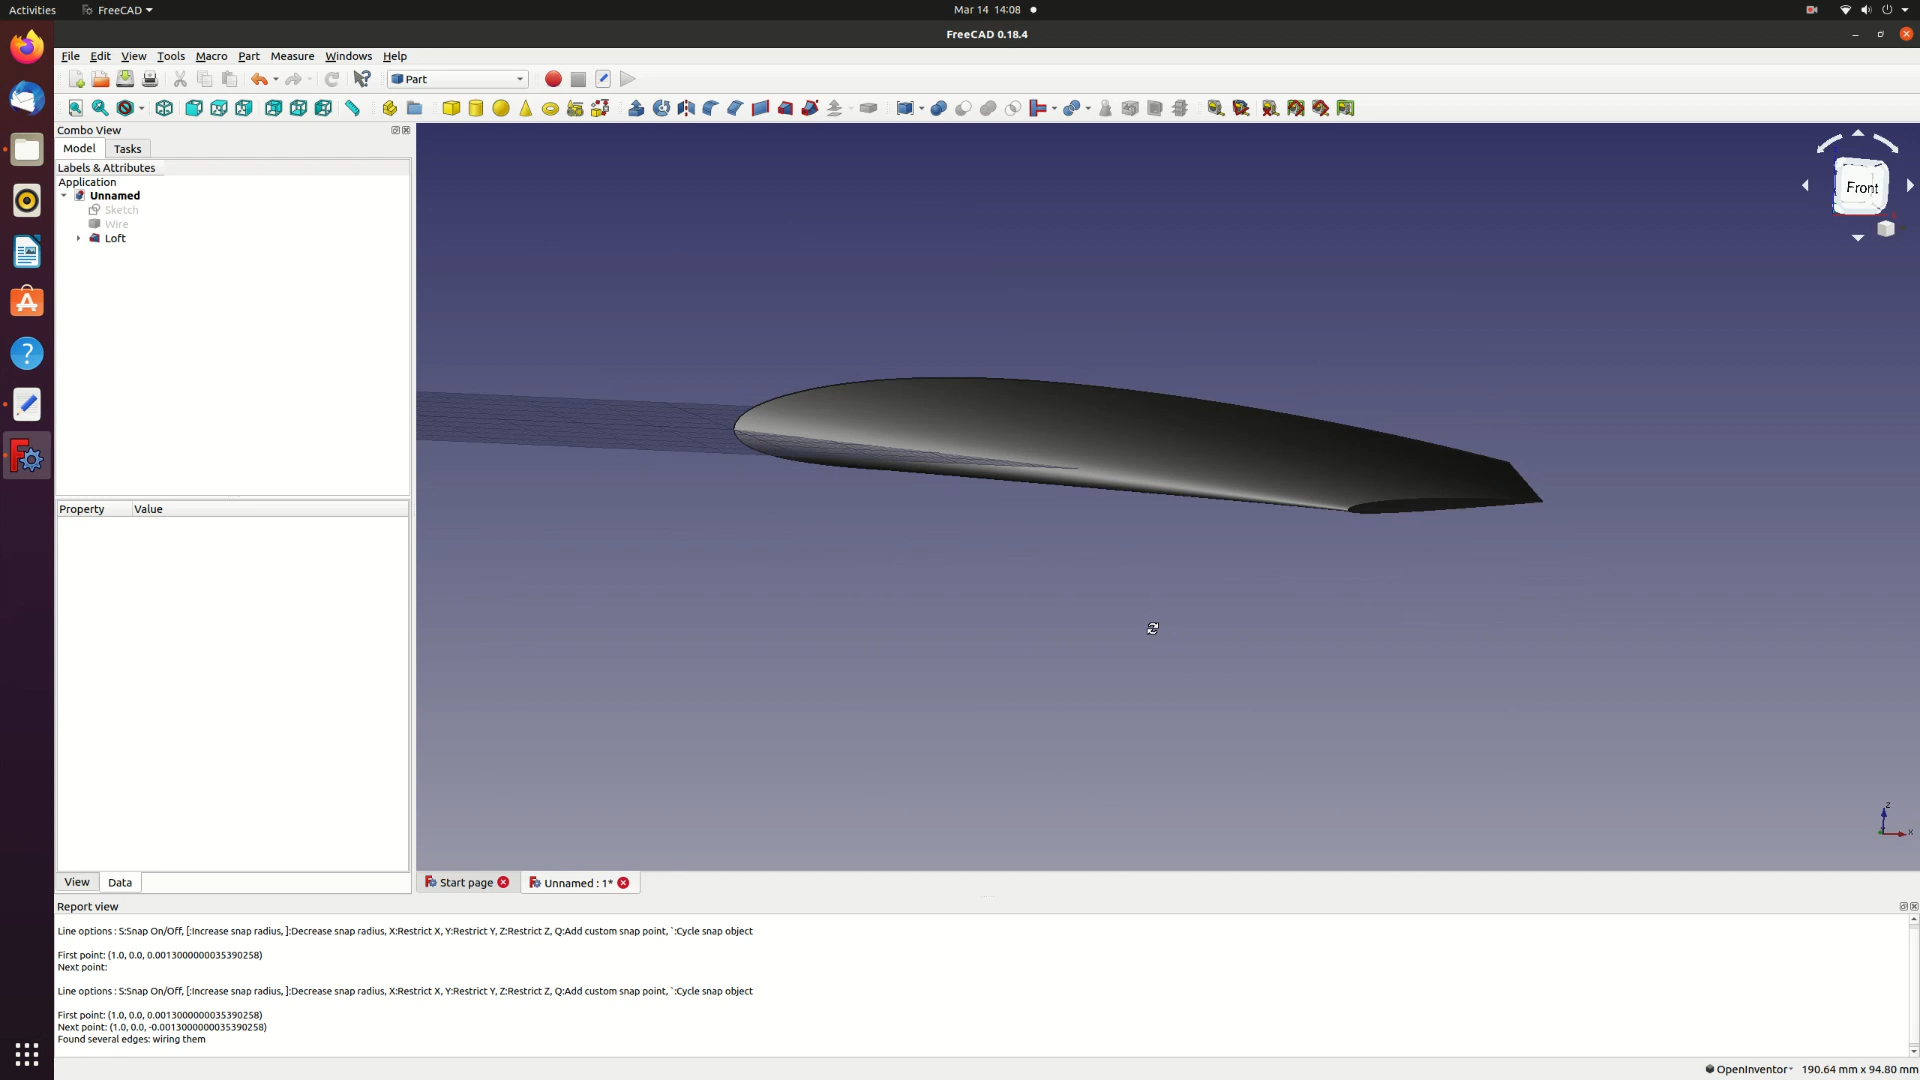 Activities FreeCAD Mar 14 14:08
FreeCAD 0.18.4
File Edit View Tools Macro Part Measure Windows Help
Part
Combo View
Model Tasks
Labels & Attributes
Application
Unnamed
Sketch
Wire
Loft
Front
Property Value
z
x
View Data
Start page Unnamed : 1*
Report view
Line options : S:Snap On/Off, [:Increase snap radius, ]:Decrease snap radius, X:Restrict X, Y:Restrict Y, Z:Restrict Z, Q:Add custom snap point, `:Cycle snap object
First point: (1.0, 0.0, 0.0013000000035390258)
Next point:
Line options : S:Snap On/Off, [:Increase snap radius, ]:Decrease snap radius, X:Restrict X, Y:Restrict Y, Z:Restrict Z, Q:Add custom snap point, `:Cycle snap object
First point: (1.0, 0.0, 0.0013000000035390258)
Next point: (1.0, 0.0, -0.0013000000035390258)
Found several edges: wiring them
OpenInventor 190.64 mm x 94.80 mm